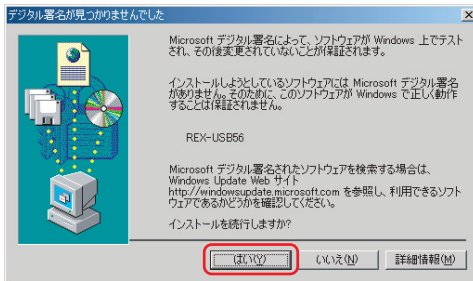 デジタル署名が見つかりませんでした
Microsoft デジタル署名によって、ソフトウェアが Windows 上でテスト
され、その後変更されていないことが保証されます。
インストールしようとしているソフトウェアには Microsoft デジタル署名
がありません。そのために、このソフトウェアが Windows で正しく動作
することは保証されません。
REX-USB56
Microsoft デジタル署名されたソフトウェアを検索する場合は、
Windows Update Web サイト
http://windowsupdate.microsoft.com を参照し、利用できるソフト
ウェアであるかどうかを確認してください。
インストールを続行しますか?
はい(Y) いいえ(N) 詳細情報(M)